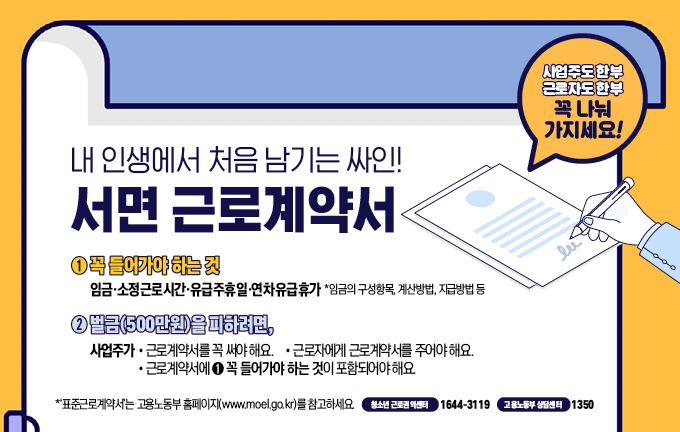 사업주도 한 부
근로자도 한 부
꼭 나눠
가지세요!
내 인생에서 처음 남기는 싸인!
서면 근로계약서
❶ 꼭 들어가야 하는 것
임금·소정근로시간·유급주휴일·연차유급휴가 *임금의 구성항목, 계산방법, 지급방법 등
❷ 벌금(500만원)을 피하려면,
사업주가 • 근로계약서를 꼭 써야 해요. • 근로자에게 근로계약서를 주어야 해요.
• 근로계약서에 ❶ 꼭 들어가야 하는 것이 포함되어야 해요
*'표준근로계약서'는 고용노동부 홈페이지(www.moel.go.kr)를 참고하세요 청소년 근로권익센터 1644-3119 고용노동부 상담센터 1350